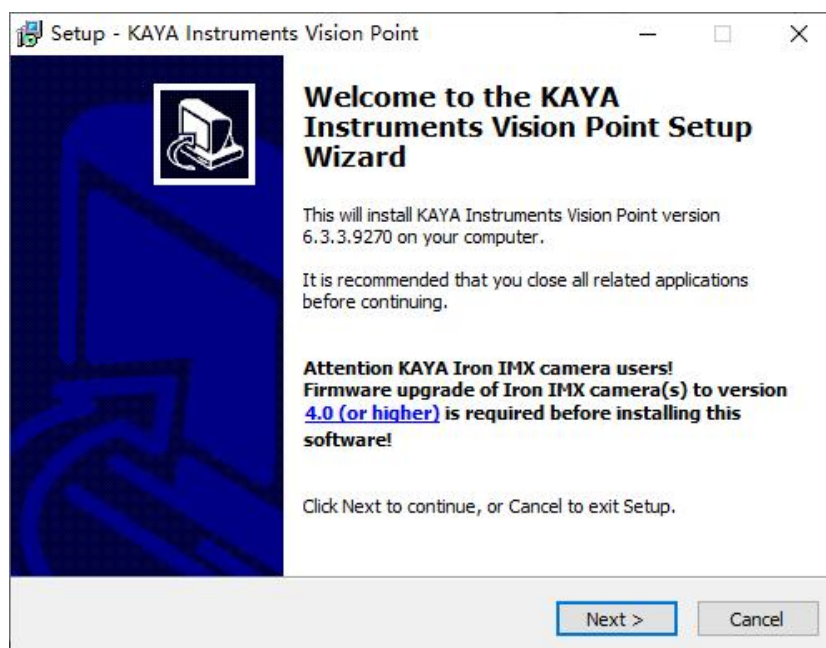 Setup - KAYA Instruments Vision Point
Welcome to the KAYA
Instruments Vision Point Setup
Wizard
This will install KAYA Instruments Vision Point version
6.3.3.9270 on your computer.
It is recommended that you close all related applications
before continuing.
Attention KAYA Iron IMX camera users!
Firmware upgrade of Iron IMX camera(s) to version
4.0 (or higher) is required before installing this
software!
Click Next to continue, or Cancel to exit Setup.
Next >
Cancel